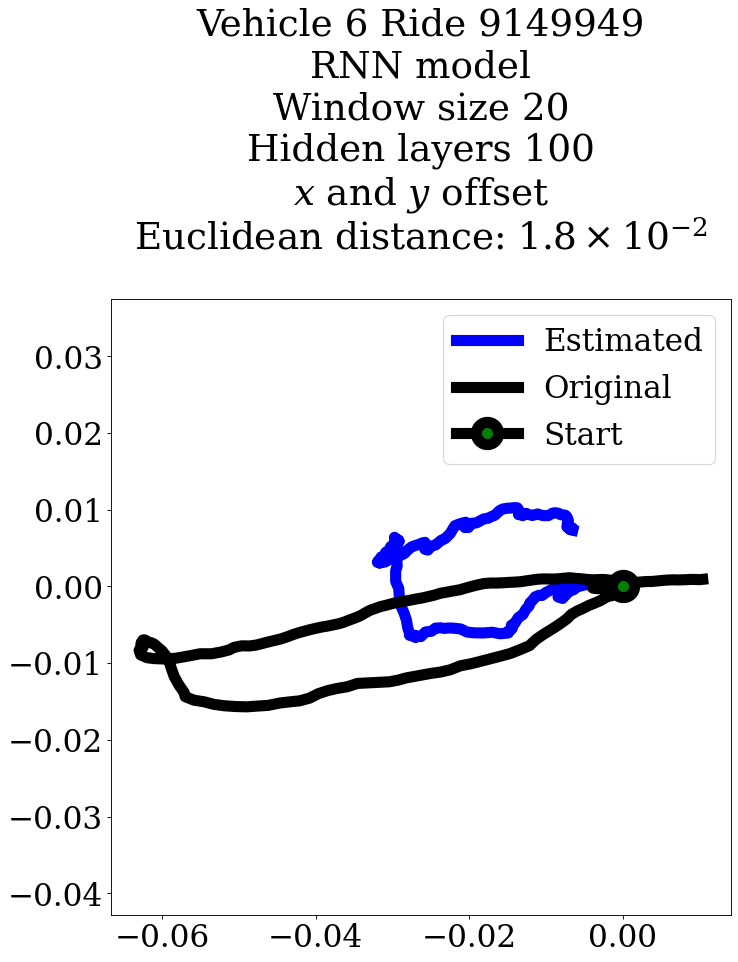 Vehicle 6 Ride 9149949
RNN model
Window size 20
Hidden layers 100
x and y offset
Euclidean distance: 1.8 × 10⁻²
Estimated
Original
Start
0.03
0.02
0.01
0.00
−0.01
−0.02
−0.03
−0.04
−0.06 −0.04 −0.02 0.00